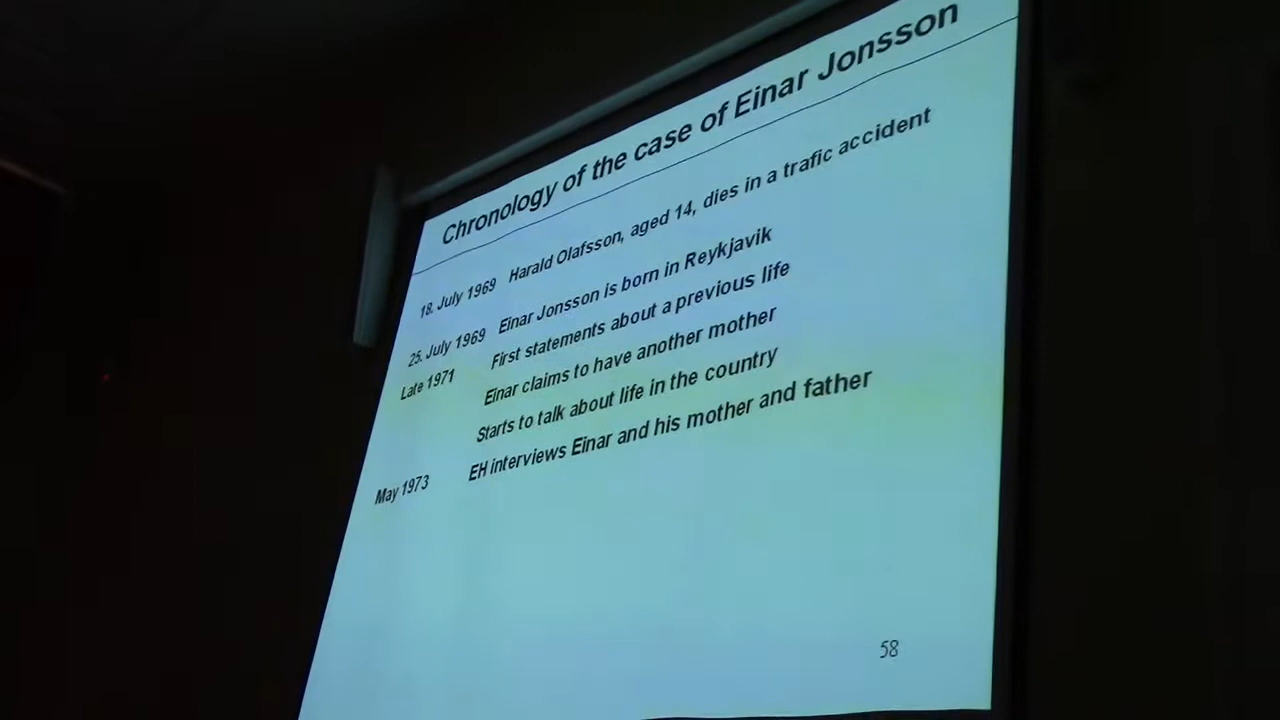 Chronology of the case of Einar Jonsson
18. July 1969 Harald Olafsson, aged 14, dies in a trafic accident
25. July 1969 Einar Jonsson is born in Reykjavik
Late 1971 First statements about a previous life
Einar claims to have another mother
Starts to talk about life in the country
May 1973 EH interviews Einar and his mother and father
58